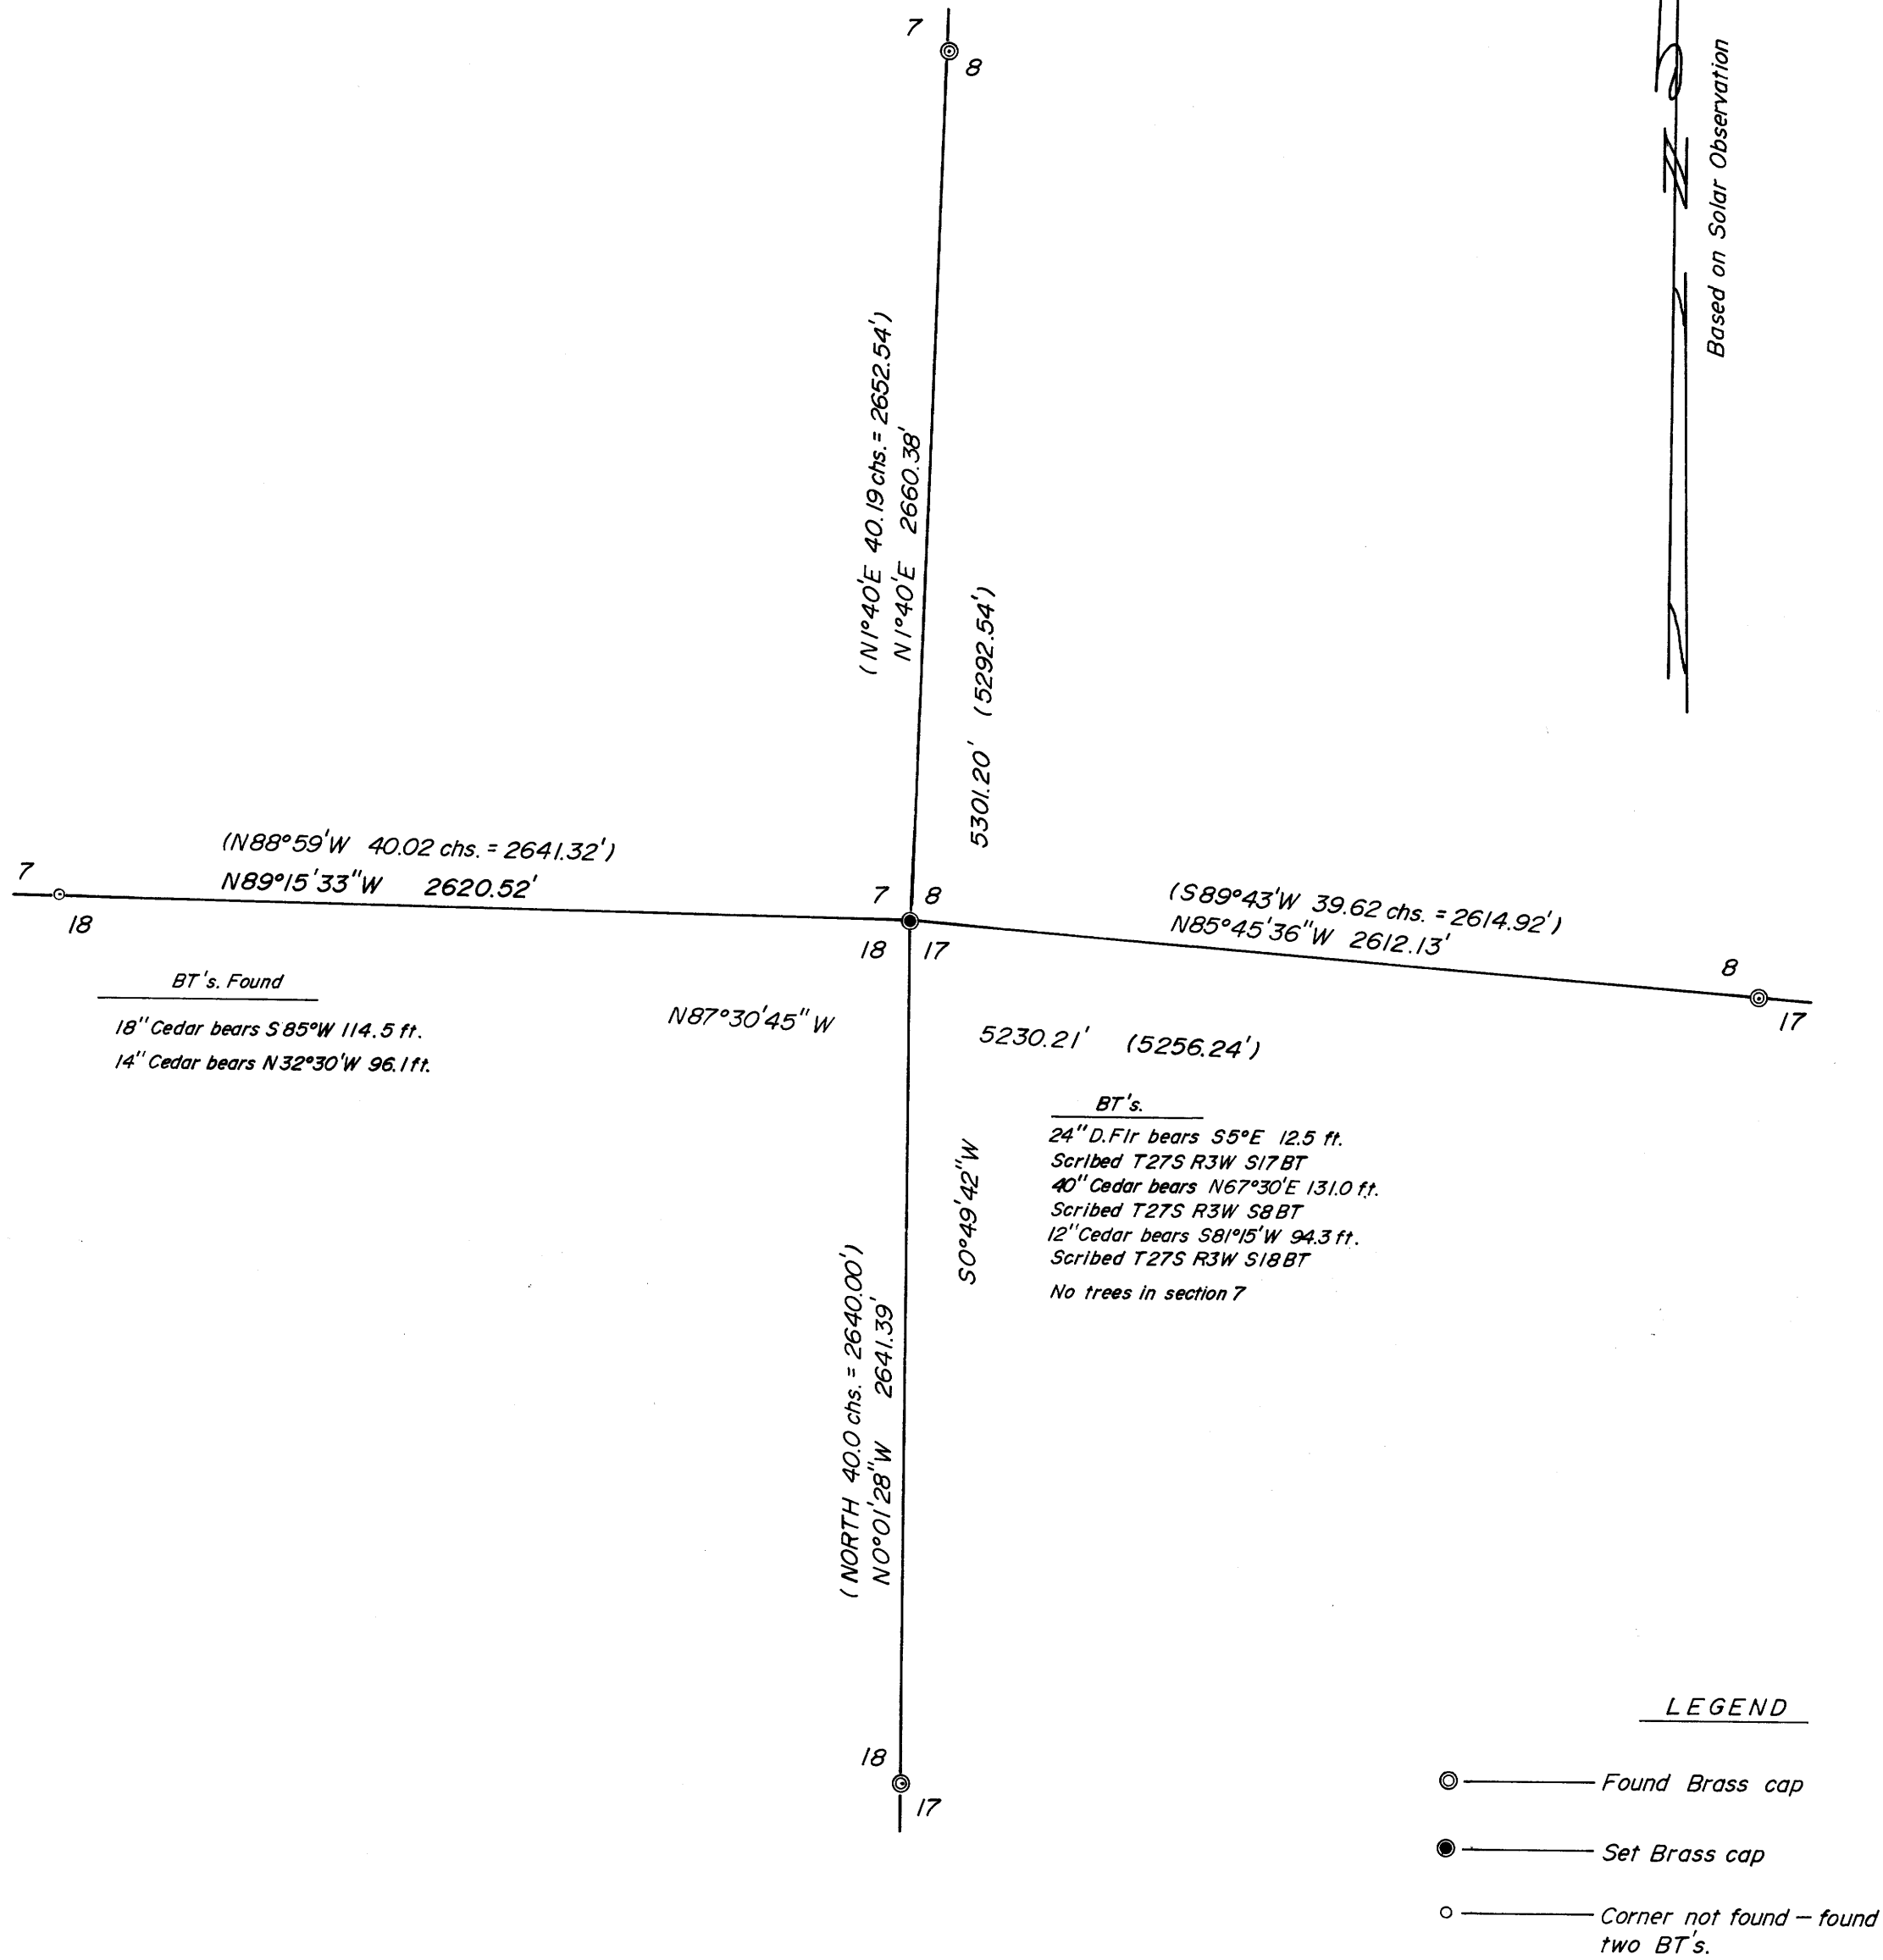 7
8
Based on Solar Observation
N
(N1°40'E 40.19 chs. = 2652.54')
N1°40'E 2660.38'
5301.20' (5292.54')
(N88°59'W 40.02 chs. = 2641.32')
N89°15'33"W 2620.52'
7
18
7 8
18 17
(S89°43'W 39.62 chs. = 2614.92')
N85°45'36"W 2612.13'
8
17
BT's. Found
18" Cedar bears S85°W 114.5 ft.
14" Cedar bears N32°30'W 96.1 ft.
N87°30'45"W
5230.21' (5256.24')
BT's.
24" D.Fir bears S5°E 12.5 ft.
Scribed T27S R3W S17BT
40" Cedar bears N67°30'E 131.0 ft.
Scribed T27S R3W S8BT
12" Cedar bears S81°15'W 94.3 ft.
Scribed T27S R3W S18BT
No trees in section 7
S0°49'42"W
(NORTH 40.0 chs. = 2640.00')
N0°01'28"W 2641.39'
18
17
LEGEND
Found Brass cap
Set Brass cap
Corner not found — found
two BT's.